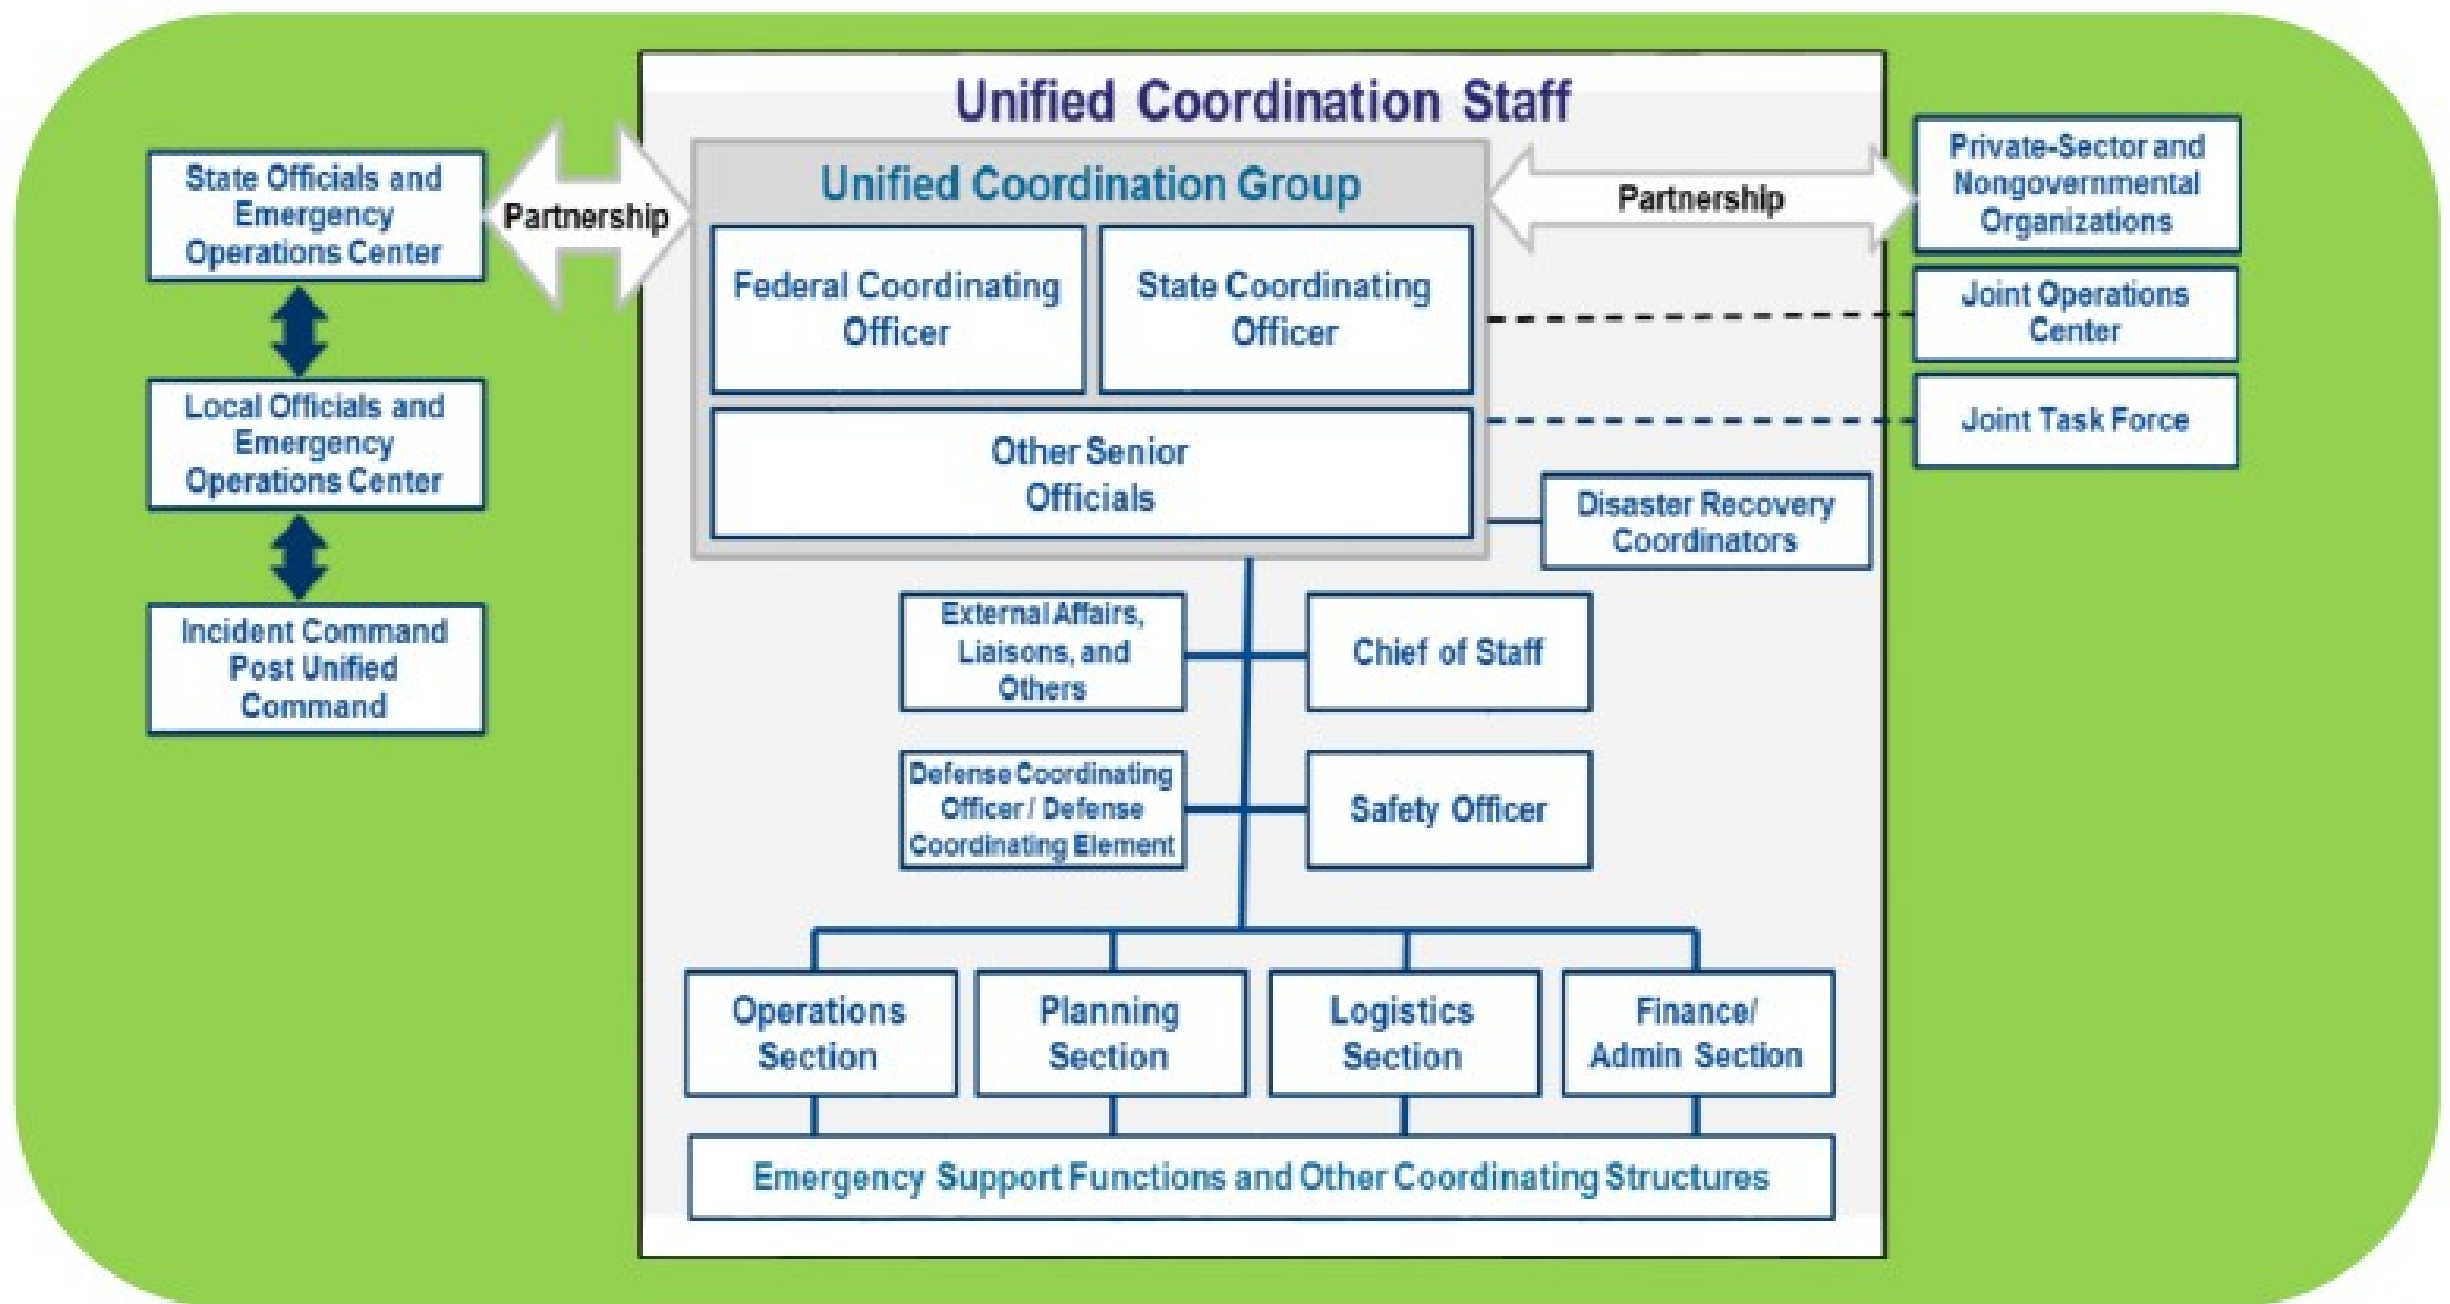 Unified Coordination Staff
Unified Coordination Group
Federal Coordinating
Officer
State Coordinating
Officer
Other Senior
Officials
State Officials and
Emergency
Operations Center
Partnership
Local Officials and
Emergency
Operations Center
Incident Command
Post Unified
Command
Partnership
Private-Sector and
Nongovernmental
Organizations
Joint Operations
Center
Joint Task Force
Disaster Recovery
Coordinators
External Affairs,
Liaisons, and
Others
Chief of Staff
Defense Coordinating
Officer / Defense
Coordinating Element
Safety Officer
Operations
Section
Planning
Section
Logistics
Section
Finance/
Admin Section
Emergency Support Functions and Other Coordinating Structures